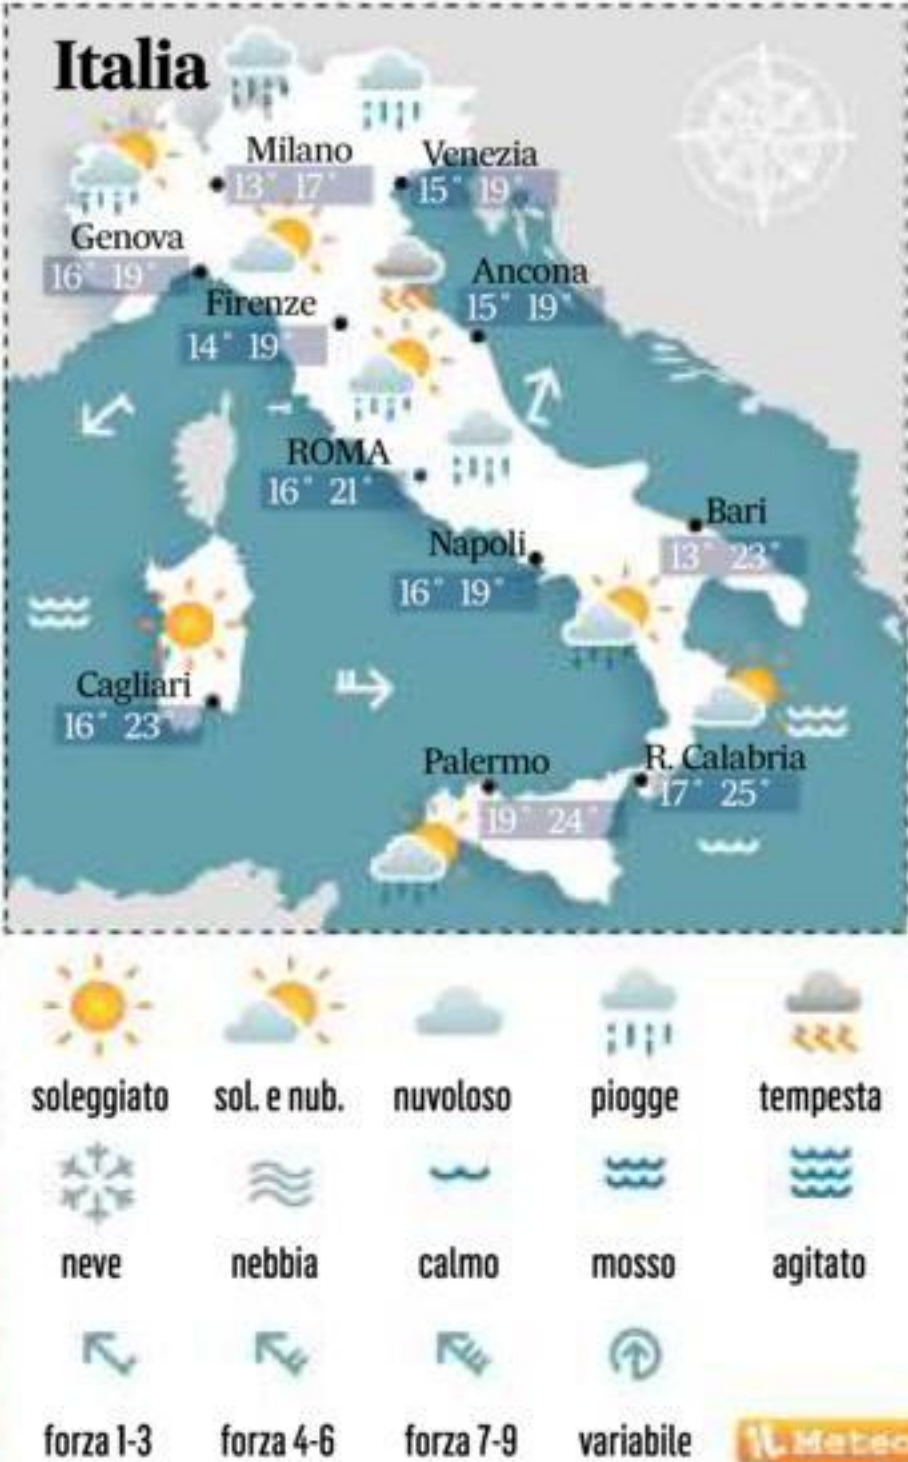 Italia
Milano
13° 17°
Venezia
15° 19°
Genova
16° 19°
Ancona
15° 19°
Firenze
14° 19°
ROMA
16° 21°
Bari
13° 23°
Napoli
16° 19°
Cagliari
16° 23°
Palermo
19° 24°
R. Calabria
17° 25°
soleggiato sol. e nub. nuvoloso piogge tempesta
neve nebbia calmo mosso agitato
forza 1-3 forza 4-6 forza 7-9 variabile